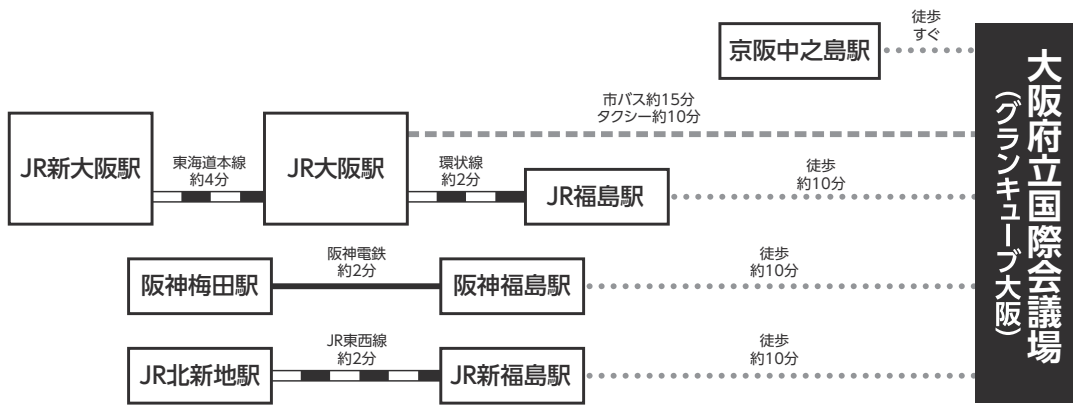 徒歩
すぐ
京阪中之島駅
市バス約15分
タクシー約10分
JR新大阪駅
東海道本線
約4分
JR大阪駅
環状線
約2分
JR福島駅
徒歩
約10分
阪神梅田駅
阪神電鉄
約2分
阪神福島駅
徒歩
約10分
JR北新地駅
JR東西線
約2分
JR新福島駅
徒歩
約10分
大阪府立国際会議場
（グランキューブ大阪）